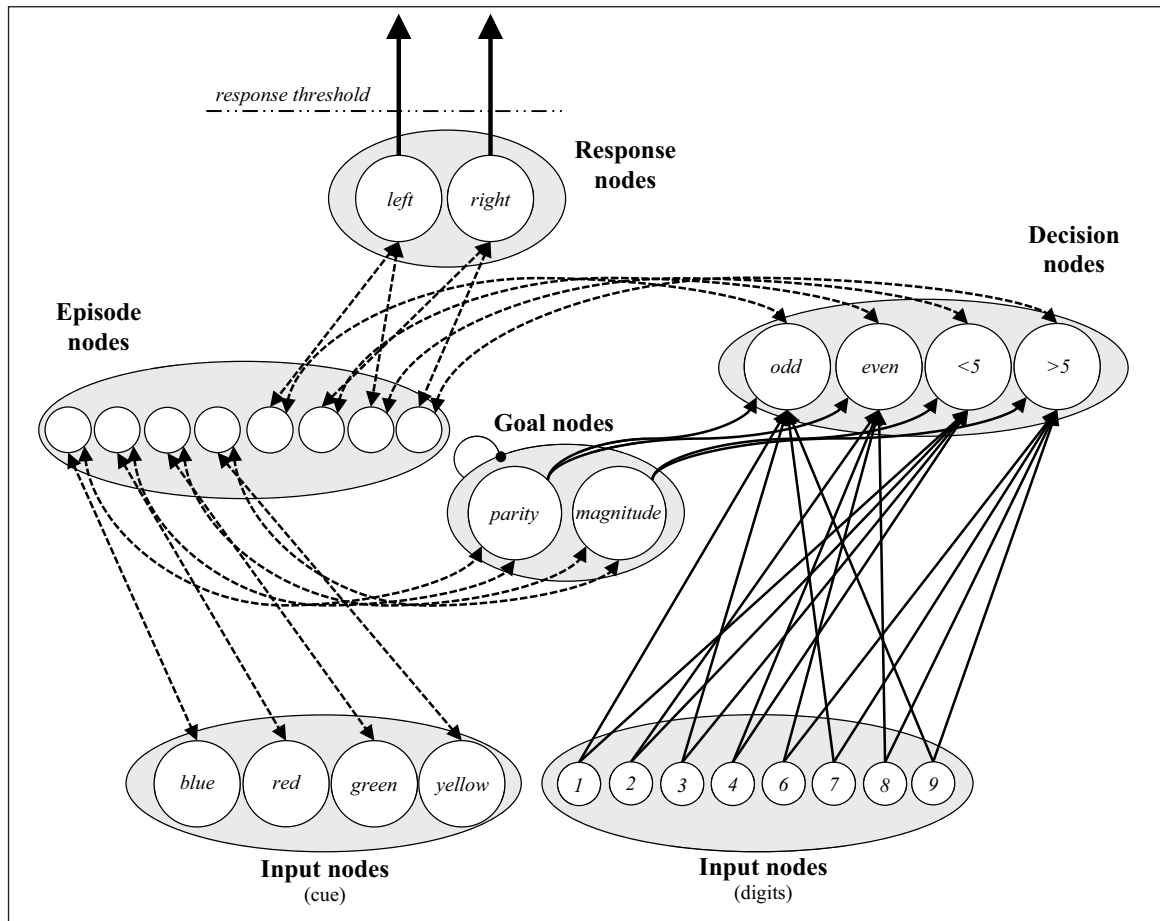 response threshold
Response
nodes
left
right
Decision
nodes
Episode
nodes
odd
even
<5
>5
Goal nodes
parity
magnitude
blue
red
green
yellow
1
2
3
4
6
7
8
9
Input nodes
(cue)
Input nodes
(digits)